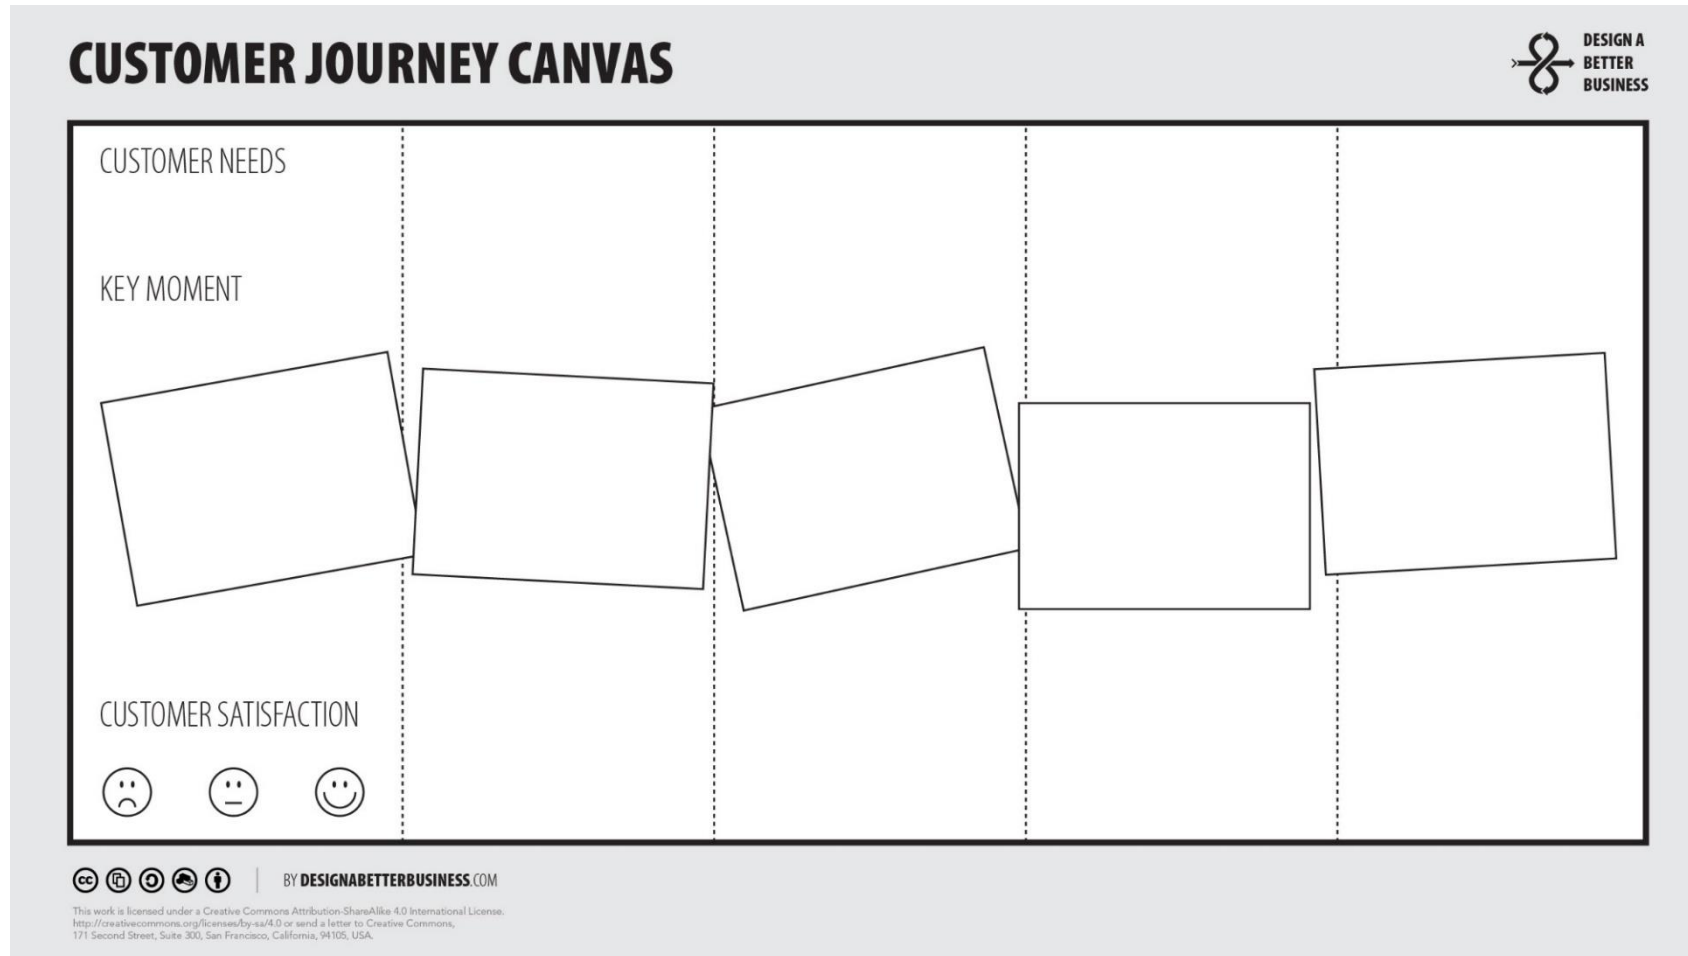 CUSTOMER JOURNEY CANVAS
DESIGN A
BETTER
BUSINESS
CUSTOMER NEEDS
KEY MOMENT
CUSTOMER SATISFACTION
cc
BY DESIGNABETTERBUSINESS.COM
This work is licensed under a Creative Commons Attribution-ShareAlike 4.0 International License.
http://creativecommons.org/licenses/by-sa/4.0 or send a letter to Creative Commons,
171 Second Street, Suite 300, San Francisco, California, 94105, USA.